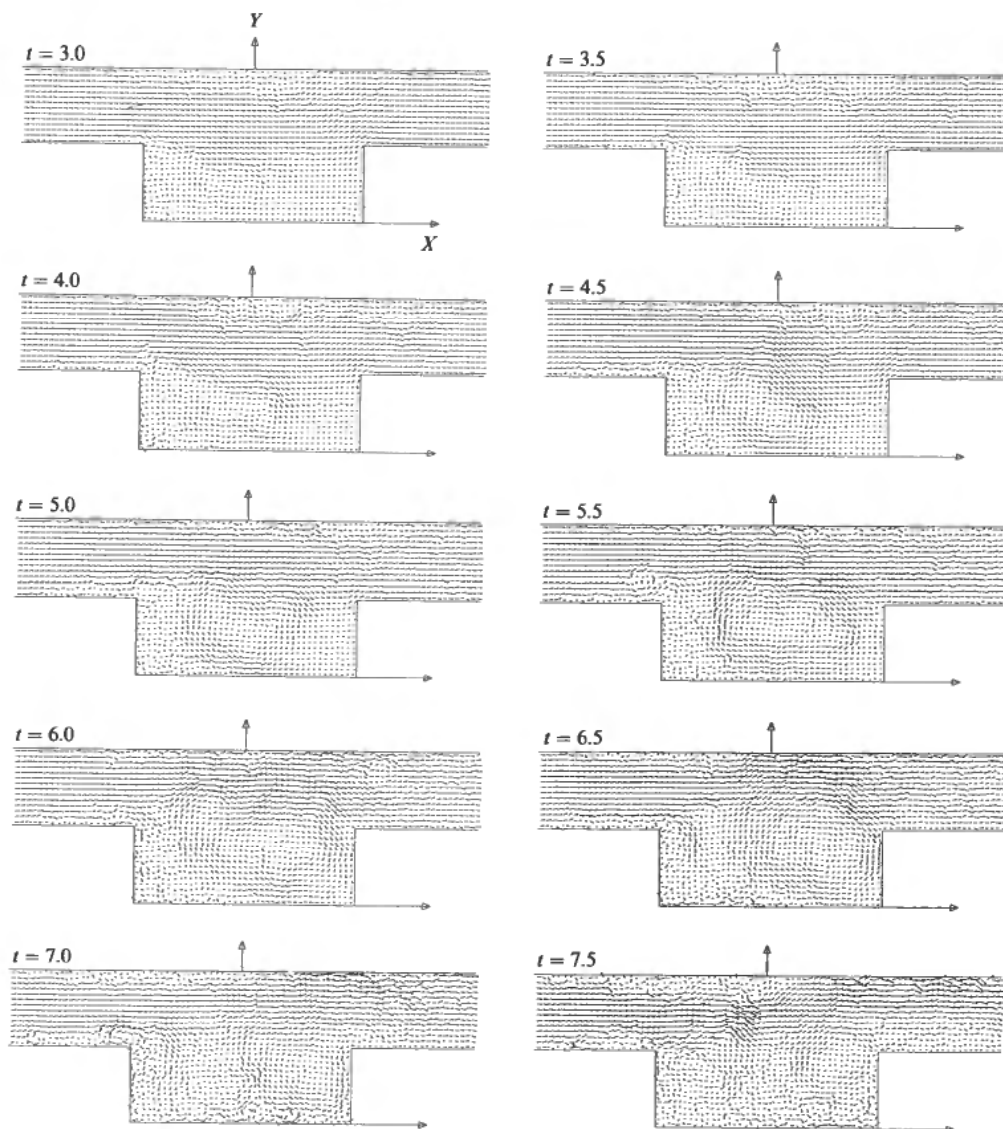 Y
t = 3.0
t = 3.5
X
t = 4.0
t = 4.5
t = 5.0
t = 5.5
t = 6.0
t = 6.5
t = 7.0
t = 7.5